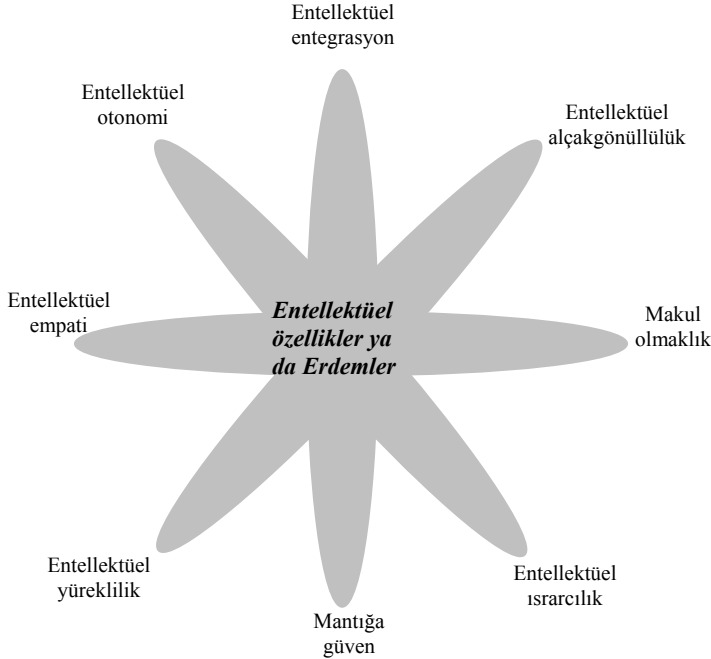 Entellektüel
entegrasyon
Entellektüel
otonomi
Entellektüel
alçakgönüllülük
Entellektüel
empati
Entellektüel
özellikler ya
da Erdemler
Makul
olmaklık
Entellektüel
yüreklilik
Entellektüel
ısrarcılık
Mantığa
güven